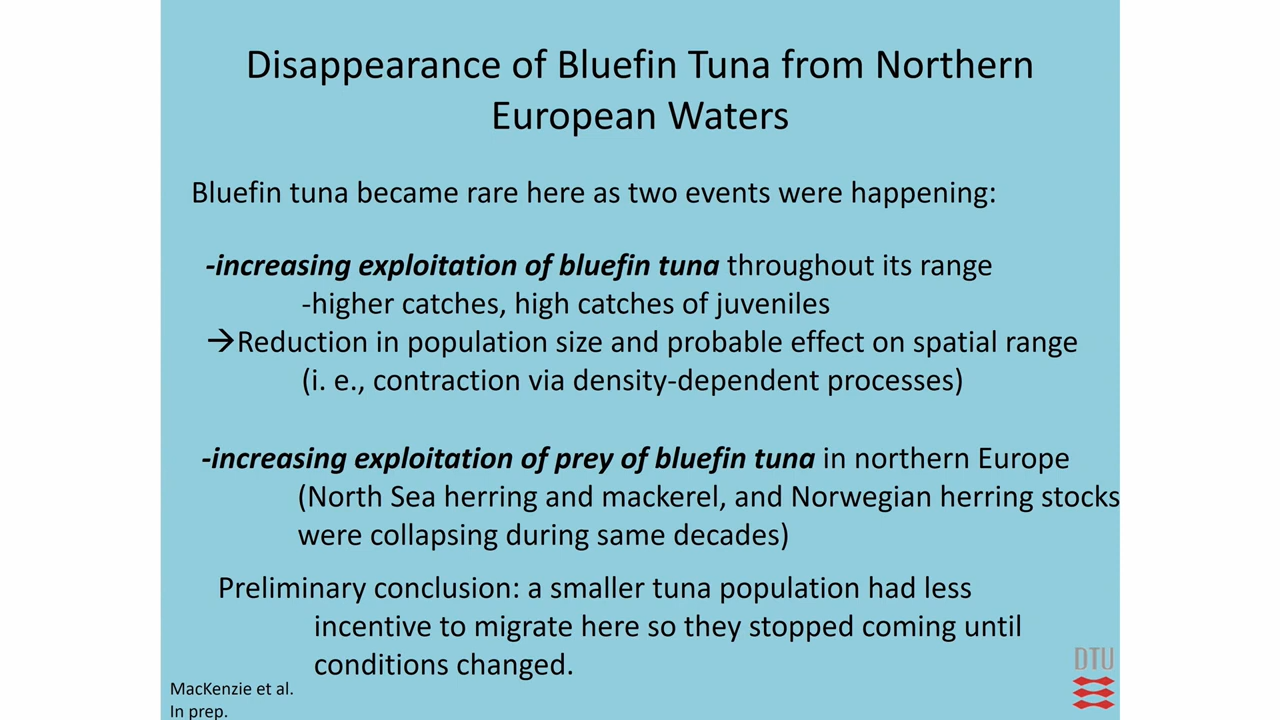 Disappearance of Bluefin Tuna from Northern
European Waters
Bluefin tuna became rare here as two events were happening:
-increasing exploitation of bluefin tuna throughout its range
-higher catches, high catches of juveniles
→Reduction in population size and probable effect on spatial range
(i. e., contraction via density-dependent processes)
-increasing exploitation of prey of bluefin tuna in northern Europe
(North Sea herring and mackerel, and Norwegian herring stocks
were collapsing during same decades)
Preliminary conclusion: a smaller tuna population had less
incentive to migrate here so they stopped coming until
conditions changed.
DTU
MacKenzie et al.
In prep.